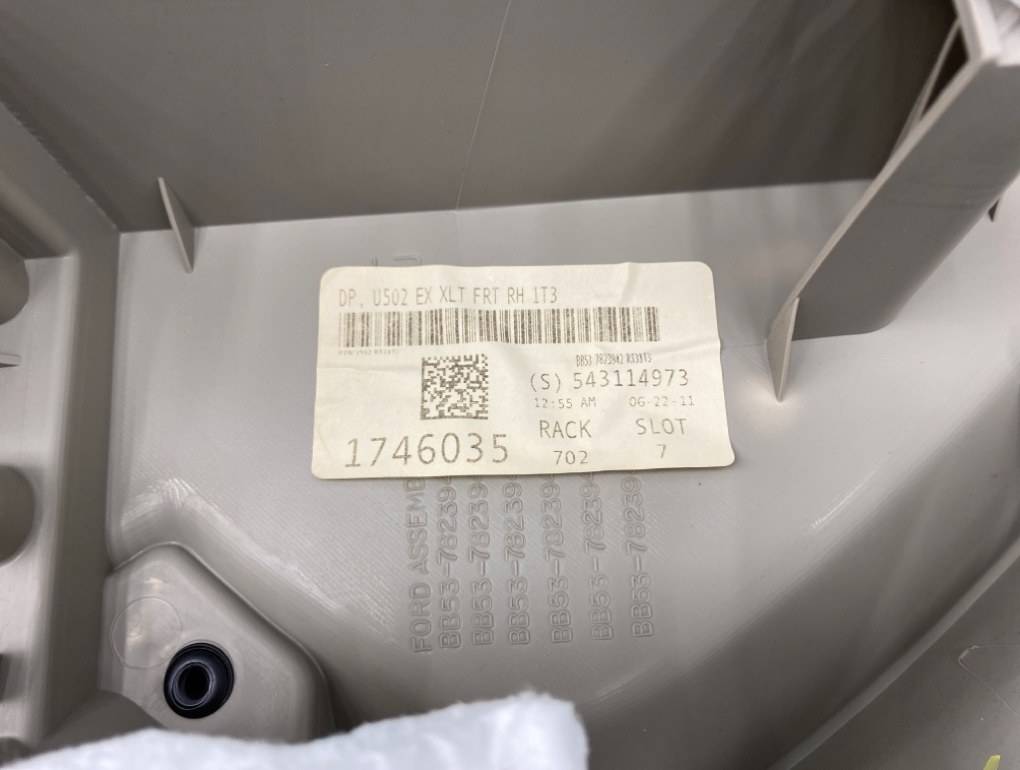 DP. U502 EX XLT FRT RH 1T3
(S) 543114973
12:55 AM 06-22-11
1746035
RACK SLOT
702 7
FORD ASSEMB
BB53-78239
BB53-78239
BB53-78239
BB53-78239
BB53-78239
BB53-78239